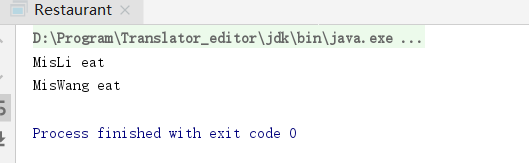 Restaurant ×
D:\Program\Translator_editor\jdk\bin\java.exe ...
MisLi eat
MisWang eat
Process finished with exit code 0